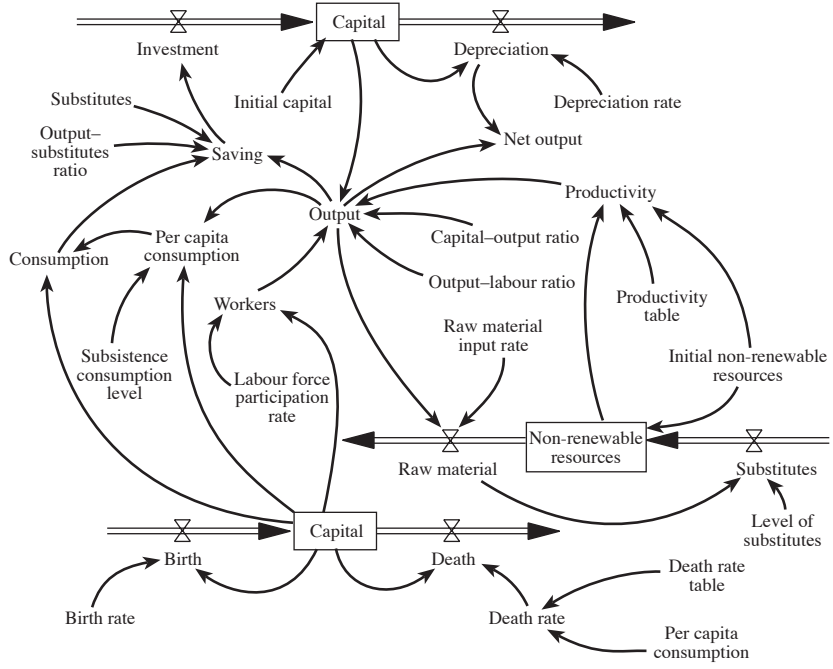 Capital
Investment
Depreciation
Substitutes
Initial capital
Depreciation rate
Output–
substitutes
ratio
Saving
Net output
Productivity
Output
Capital–output ratio
Consumption
Per capita
consumption
Output–labour ratio
Workers
Productivity
table
Raw material
input rate
Subsistence
consumption
level
Initial non-renewable
resources
Labour force
participation
rate
Non-renewable
resources
Raw material
Substitutes
Capital
Level of
substitutes
Birth
Death
Death rate
table
Birth rate
Death rate
Per capita
consumption